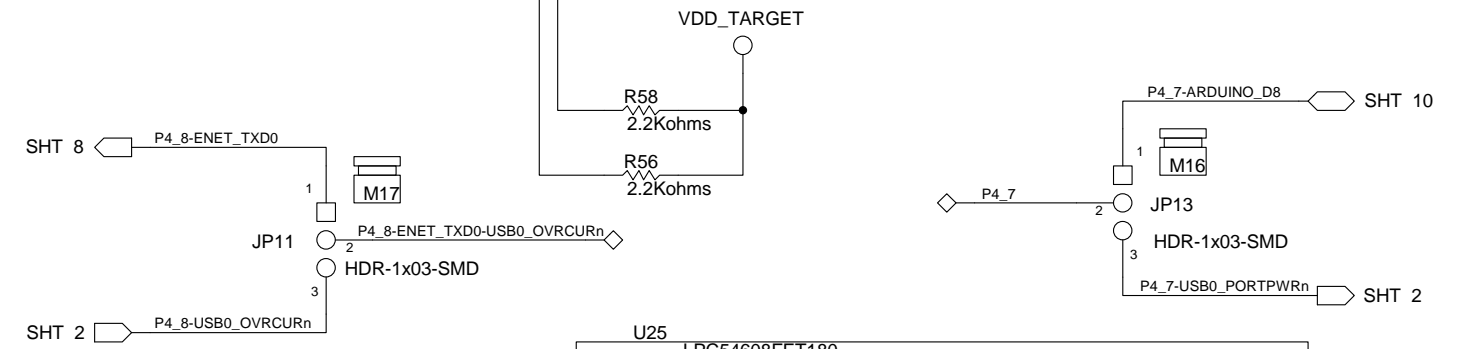 VDD_TARGET
R58
2.2Kohms
R56
2.2Kohms
SHT 8
P4_8-ENET_TXD0
1
M17
JP11
2
P4_8-ENET_TXD0-USB0_OVRCURn
HDR-1x03-SMD
3
SHT 2
P4_8-USB0_OVRCURn
P4_7-ARDUINO_D8
SHT 10
1
M16
P4_7
2
JP13
HDR-1x03-SMD
3
P4_7-USB0_PORTPWRn
SHT 2
U25
LPC54608FET180